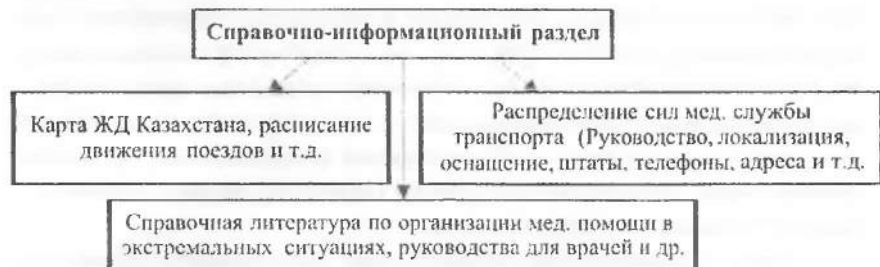 Справочно-информационный раздел
Карта ЖД Казахстана, расписание
движения поездов и т.д.
Распределение сил мед. службы
транспорта (Руководство, локализация,
оснащение, штаты, телефоны, адреса и т.д.
Справочная литература по организации мед. помощи в
экстремальных ситуациях, руководства для врачей и др.